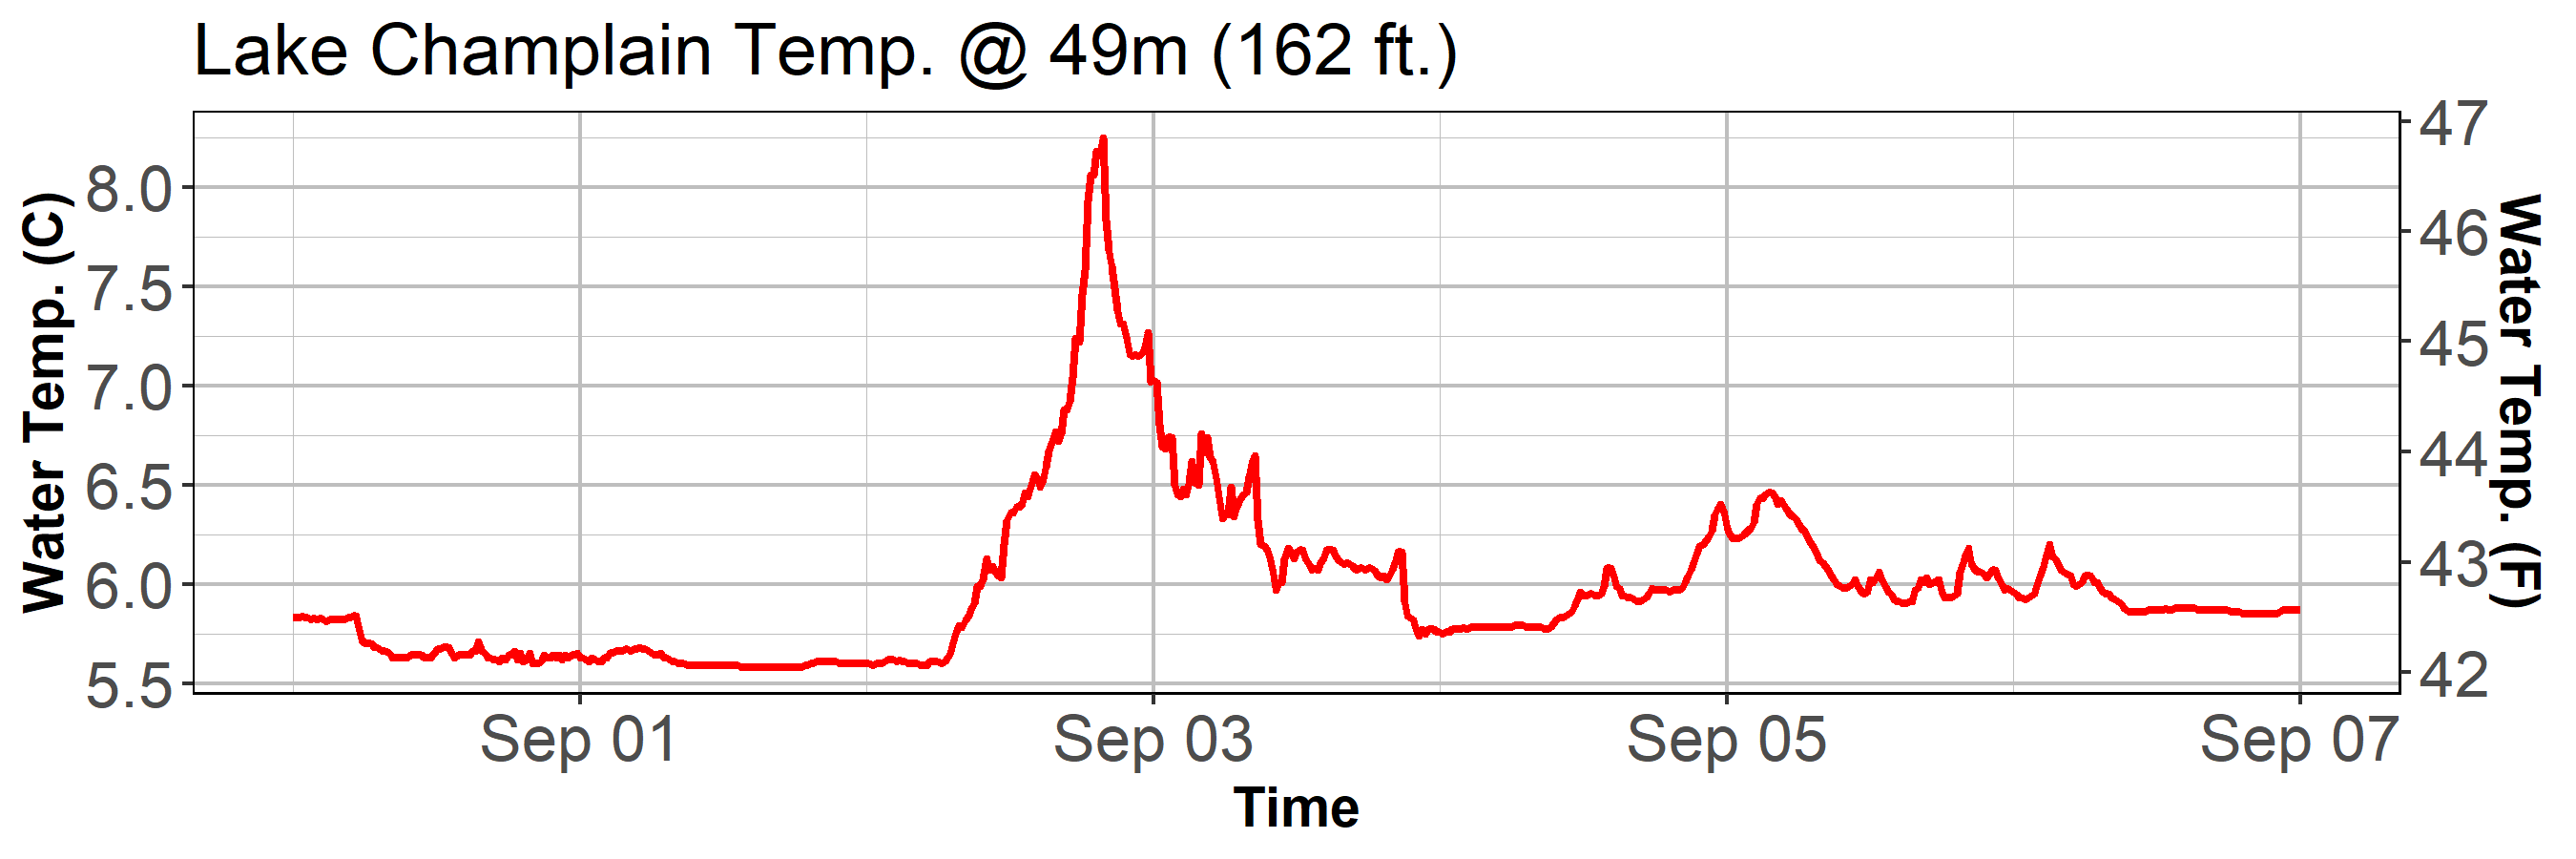 Lake Champlain Temp. @ 49m (162 ft.)
Water Temp. (C)
8.0
7.5
7.0
6.5
6.0
5.5
47
46
45
44
43
42
Water Temp. (F)
Sep 01 Sep 03 Sep 05 Sep 07
Time